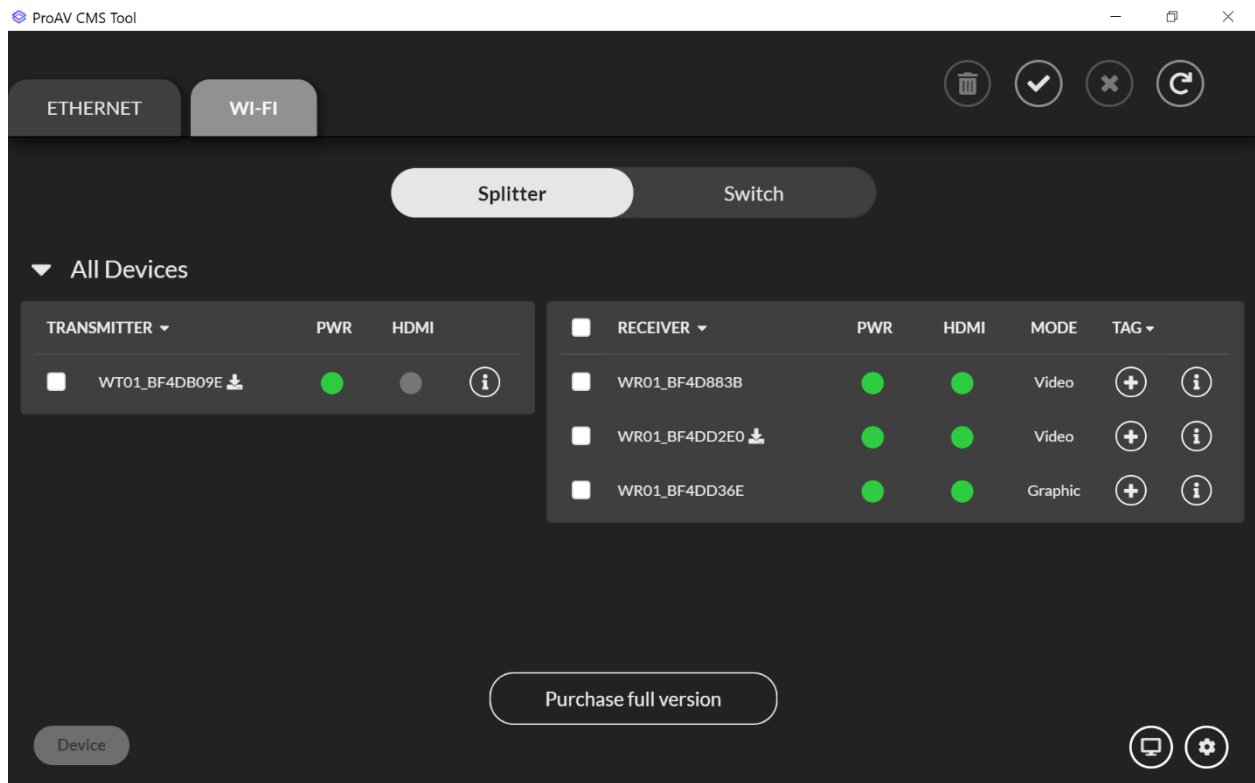 ProAV CMS Tool
ETHERNET
WI-FI
Splitter
Switch
All Devices
TRANSMITTER PWR HDMI
WT01_BF4DB09E
RECEIVER PWR HDMI MODE TAG
WR01_BF4D883B Video
WR01_BF4DD2E0 Video
WR01_BF4DD36E Graphic
Purchase full version
Device